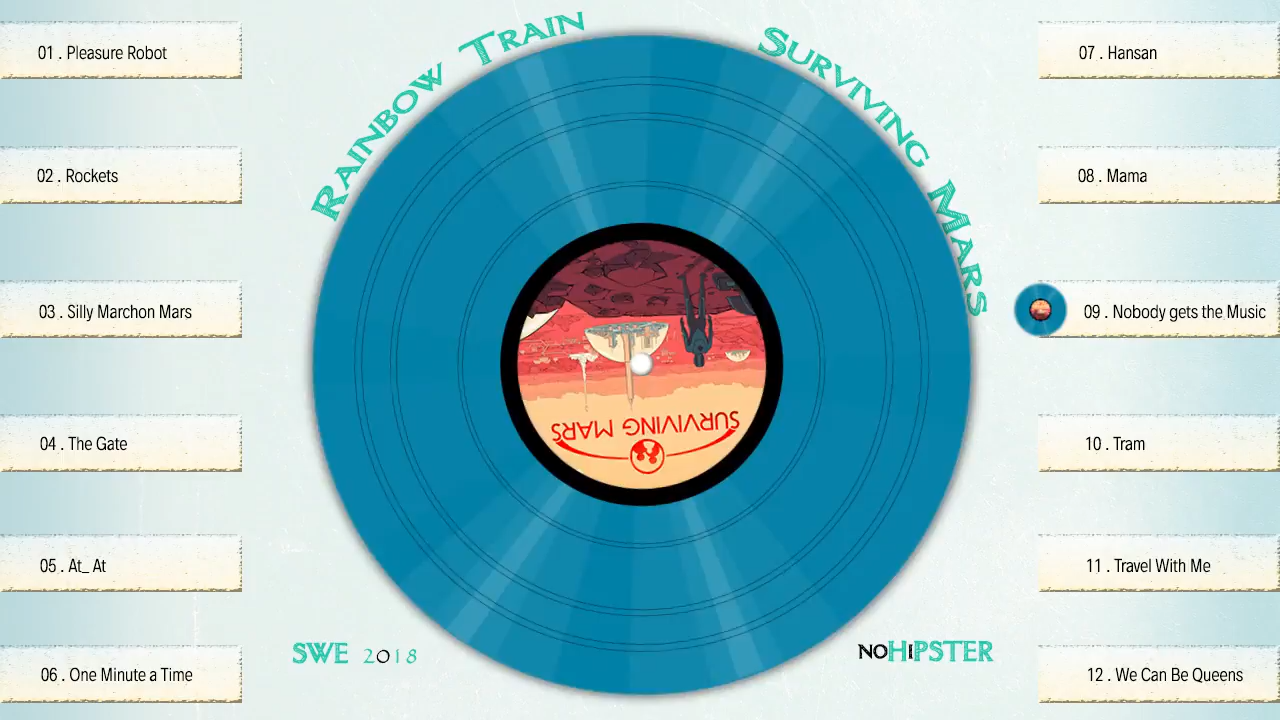 RAINBOW TRAIN
SURVIVING MARS
01 . Pleasure Robot
02 . Rockets
03 . Silly Marchon Mars
04 . The Gate
05 . At_ At
06 . One Minute a Time
SURVIVING MARS
SWE 2018
NOHiPSTER
07 . Hansan
08 . Mama
09 . Nobody gets the Music
10 . Tram
11 . Travel With Me
12 . We Can Be Queens